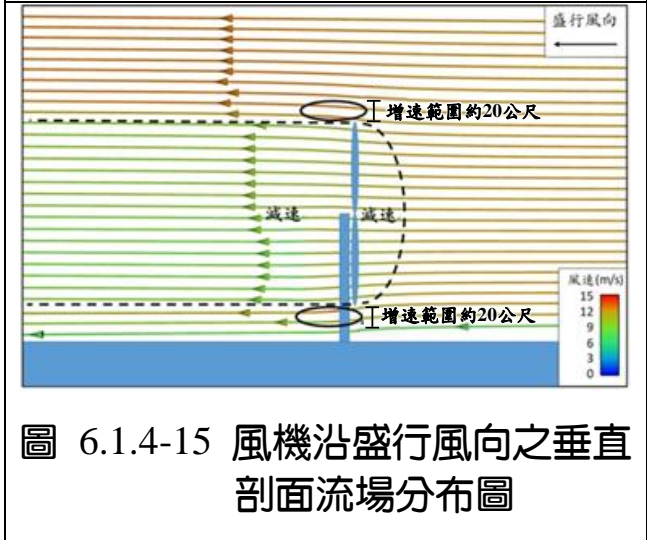 盛行風向
增速範圍約20公尺
減速 減速
增速範圍約20公尺
風速(m/s)
15
12
9
6
3
0
圖 6.1.4-15 風機沿盛行風向之垂直
剖面流場分布圖